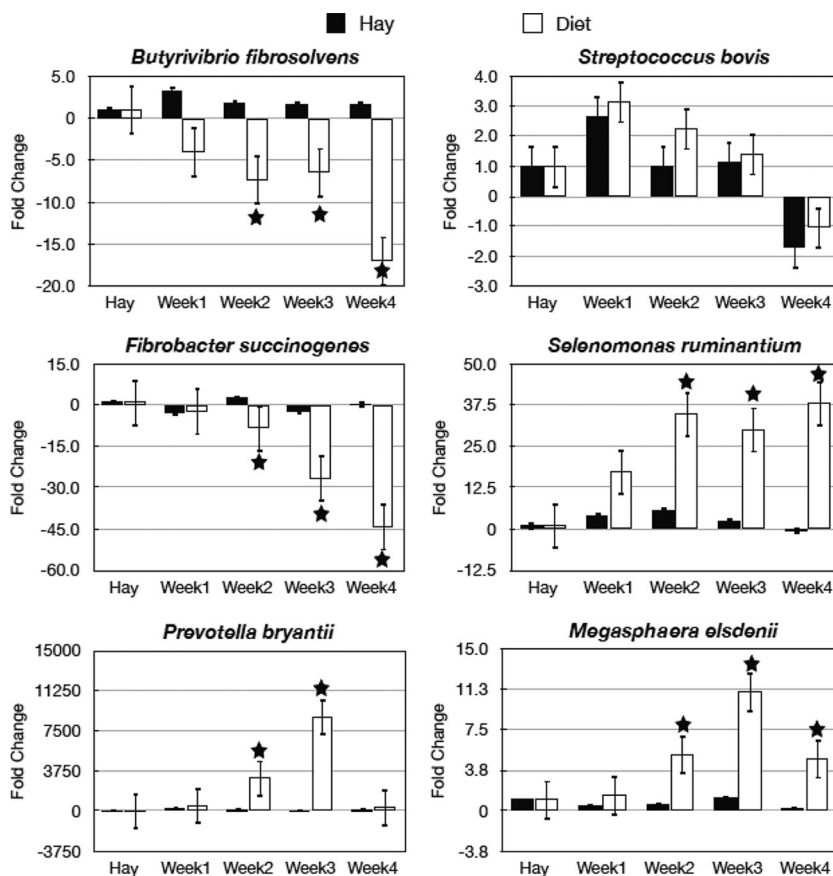 Hay Diet
Butyrivibrio fibrosolvens
Fold Change
5.0
0
-5.0
-10.0
-15.0
-20.0
Hay Week1 Week2 Week3 Week4
Streptococcus bovis
Fold Change
4.0
3.0
2.0
1.0
0
-1.0
-2.0
-3.0
Hay Week1 Week2 Week3 Week4
Fibrobacter succinogenes
Fold Change
15.0
0
-15.0
-30.0
-45.0
-60.0
Hay Week1 Week2 Week3 Week4
Selenomonas ruminantium
Fold Change
50.0
37.5
25.0
12.5
0
-12.5
Hay Week1 Week2 Week3 Week4
Prevotella bryantii
Fold Change
15000
11250
7500
3750
0
-3750
Hay Week1 Week2 Week3 Week4
Megasphaera elsdenii
Fold Change
15.0
11.3
7.5
3.8
0
-3.8
Hay Week1 Week2 Week3 Week4